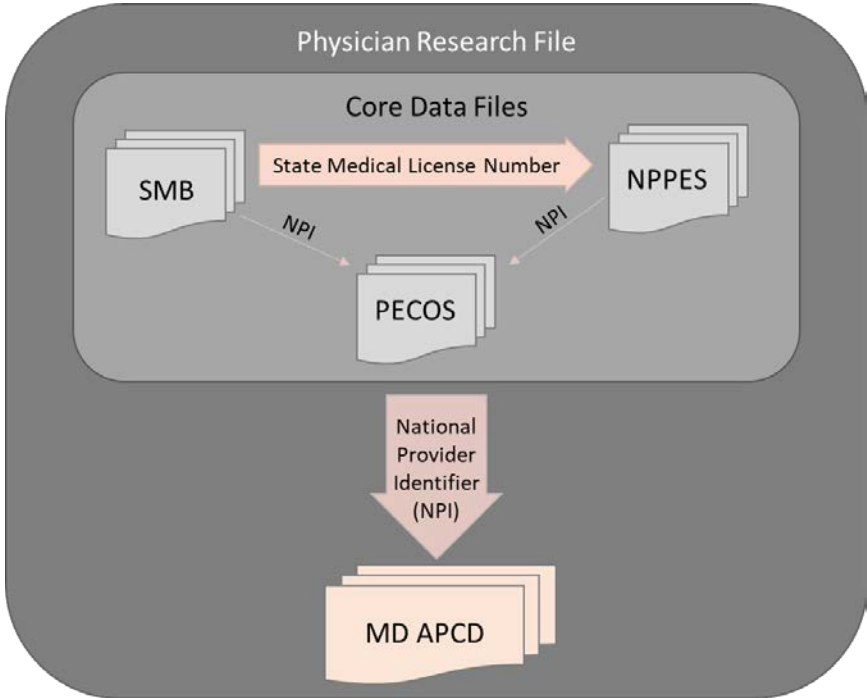 Physician Research File
Core Data Files
SMB
State Medical License Number
NPPES
NPI
NPI
PECOS
National
Provider
Identifier
(NPI)
MD APCD